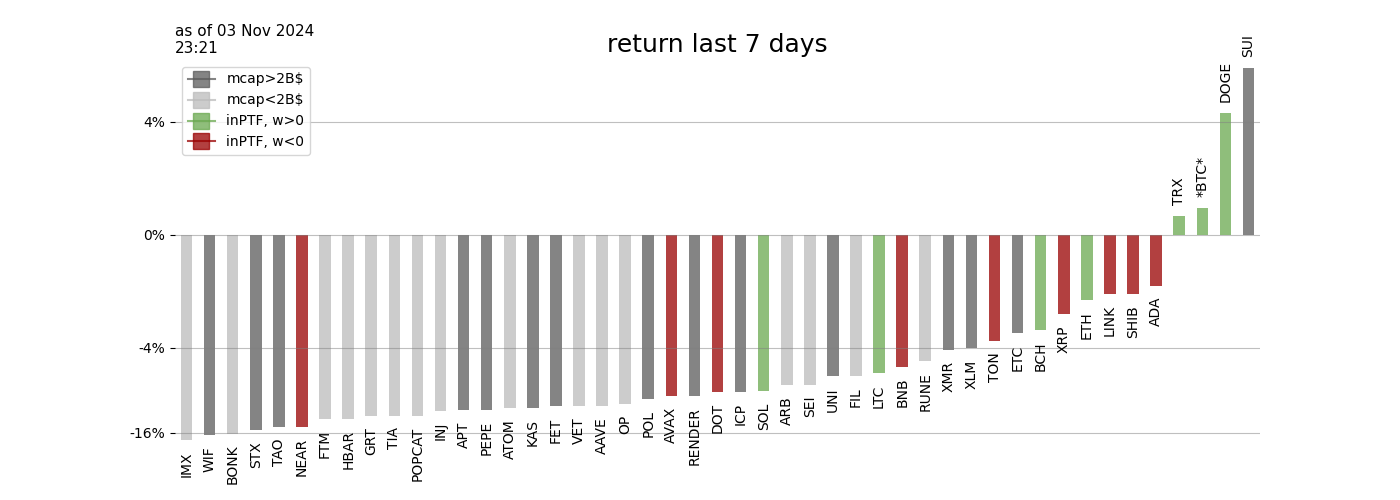 as of 03 Nov 2024
23:21
return last 7 days
mcap>2B$
mcap<2B$
inPTF, w>0
inPTF, w<0
4%
0%
-4%
-16%
IMX
WIF
BONK
STX
TAO
NEAR
FTM
HBAR
GRT
TIA
POPCAT
INJ
APT
PEPE
ATOM
KAS
FET
VET
AAVE
OP
POL
AVAX
RENDER
DOT
ICP
SOL
ARB
SEI
UNI
FIL
LTC
BNB
RUNE
XMR
XLM
TON
ETC
BCH
XRP
ETH
LINK
SHIB
ADA
TRX
*BTC*
DOGE
SUI